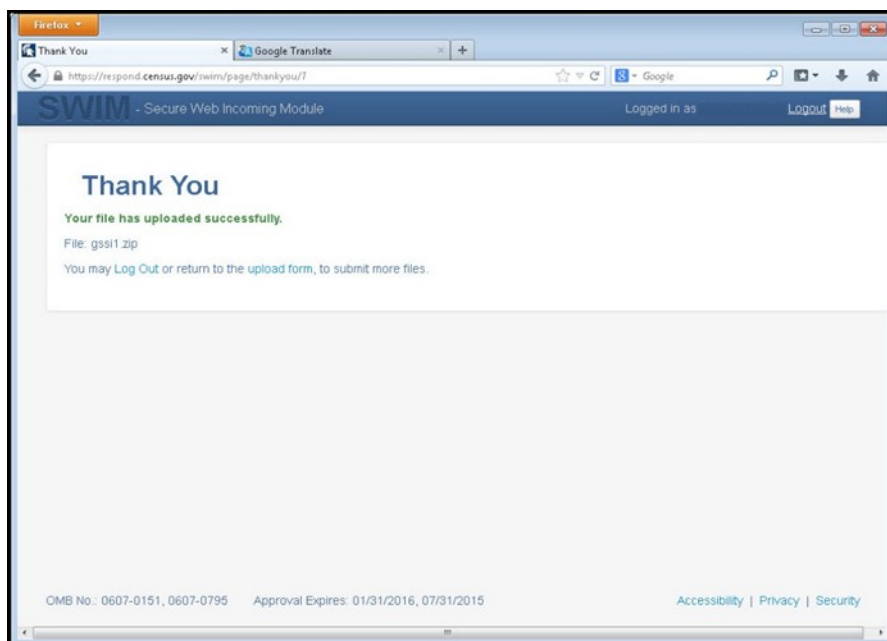 Firefox
Thank You
Google Translate
https://respond.census.gov/swim/page/thankyou/7
Google
SWIM - Secure Web Incoming Module
Logged in as
Logout
Help
Thank You
Your file has uploaded successfully.
File: gssi1.zip
You may Log Out or return to the upload form, to submit more files.
OMB No.: 0607-0151, 0607-0795 Approval Expires: 01/31/2016, 07/31/2015
Accessibility | Privacy | Security